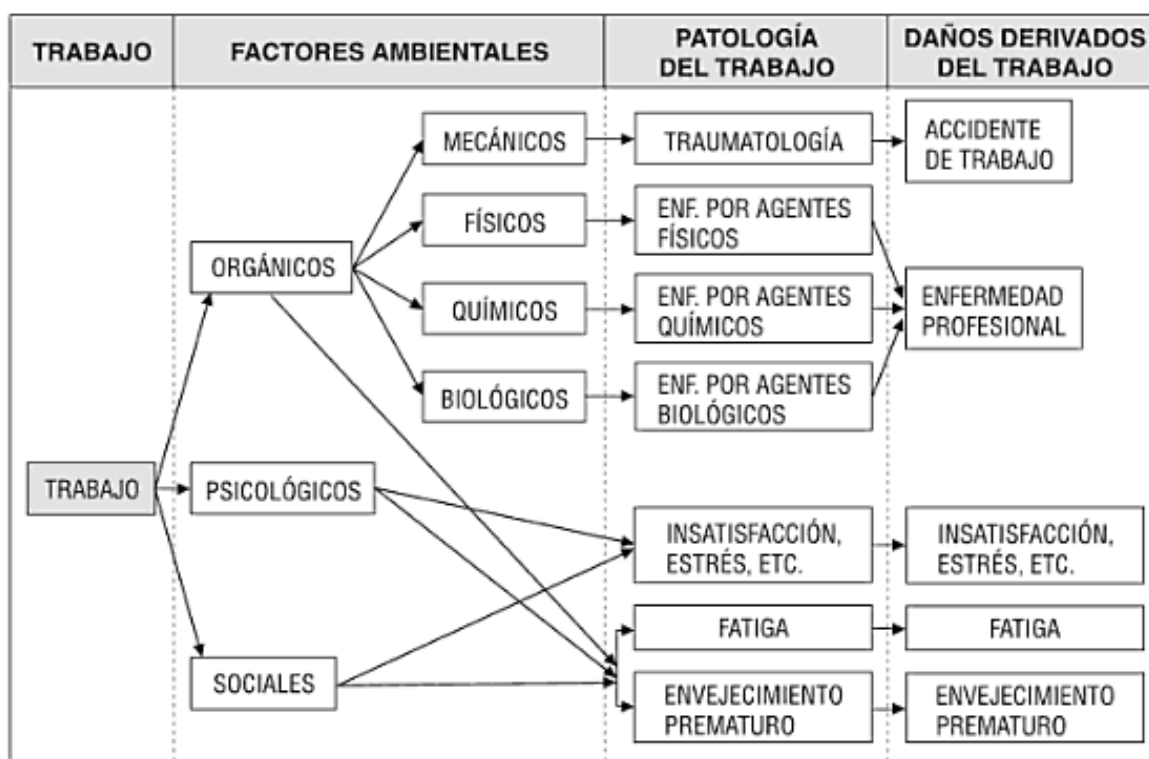 TRABAJO
FACTORES AMBIENTALES
PATOLOGÍA
DEL TRABAJO
DAÑOS DERIVADOS
DEL TRABAJO
MECÁNICOS
TRAUMATOLOGÍA
ACCIDENTE
DE TRABAJO
FÍSICOS
ENF. POR AGENTES
FÍSICOS
ORGÁNICOS
QUÍMICOS
ENF. POR AGENTES
QUÍMICOS
ENFERMEDAD
PROFESIONAL
BIOLÓGICOS
ENF. POR AGENTES
BIOLÓGICOS
TRABAJO
PSICOLÓGICOS
INSATISFACCIÓN,
ESTRÉS, ETC.
INSATISFACCIÓN,
ESTRÉS, ETC.
FATIGA
FATIGA
SOCIALES
ENVEJECIMIENTO
PREMATURO
ENVEJECIMIENTO
PREMATURO